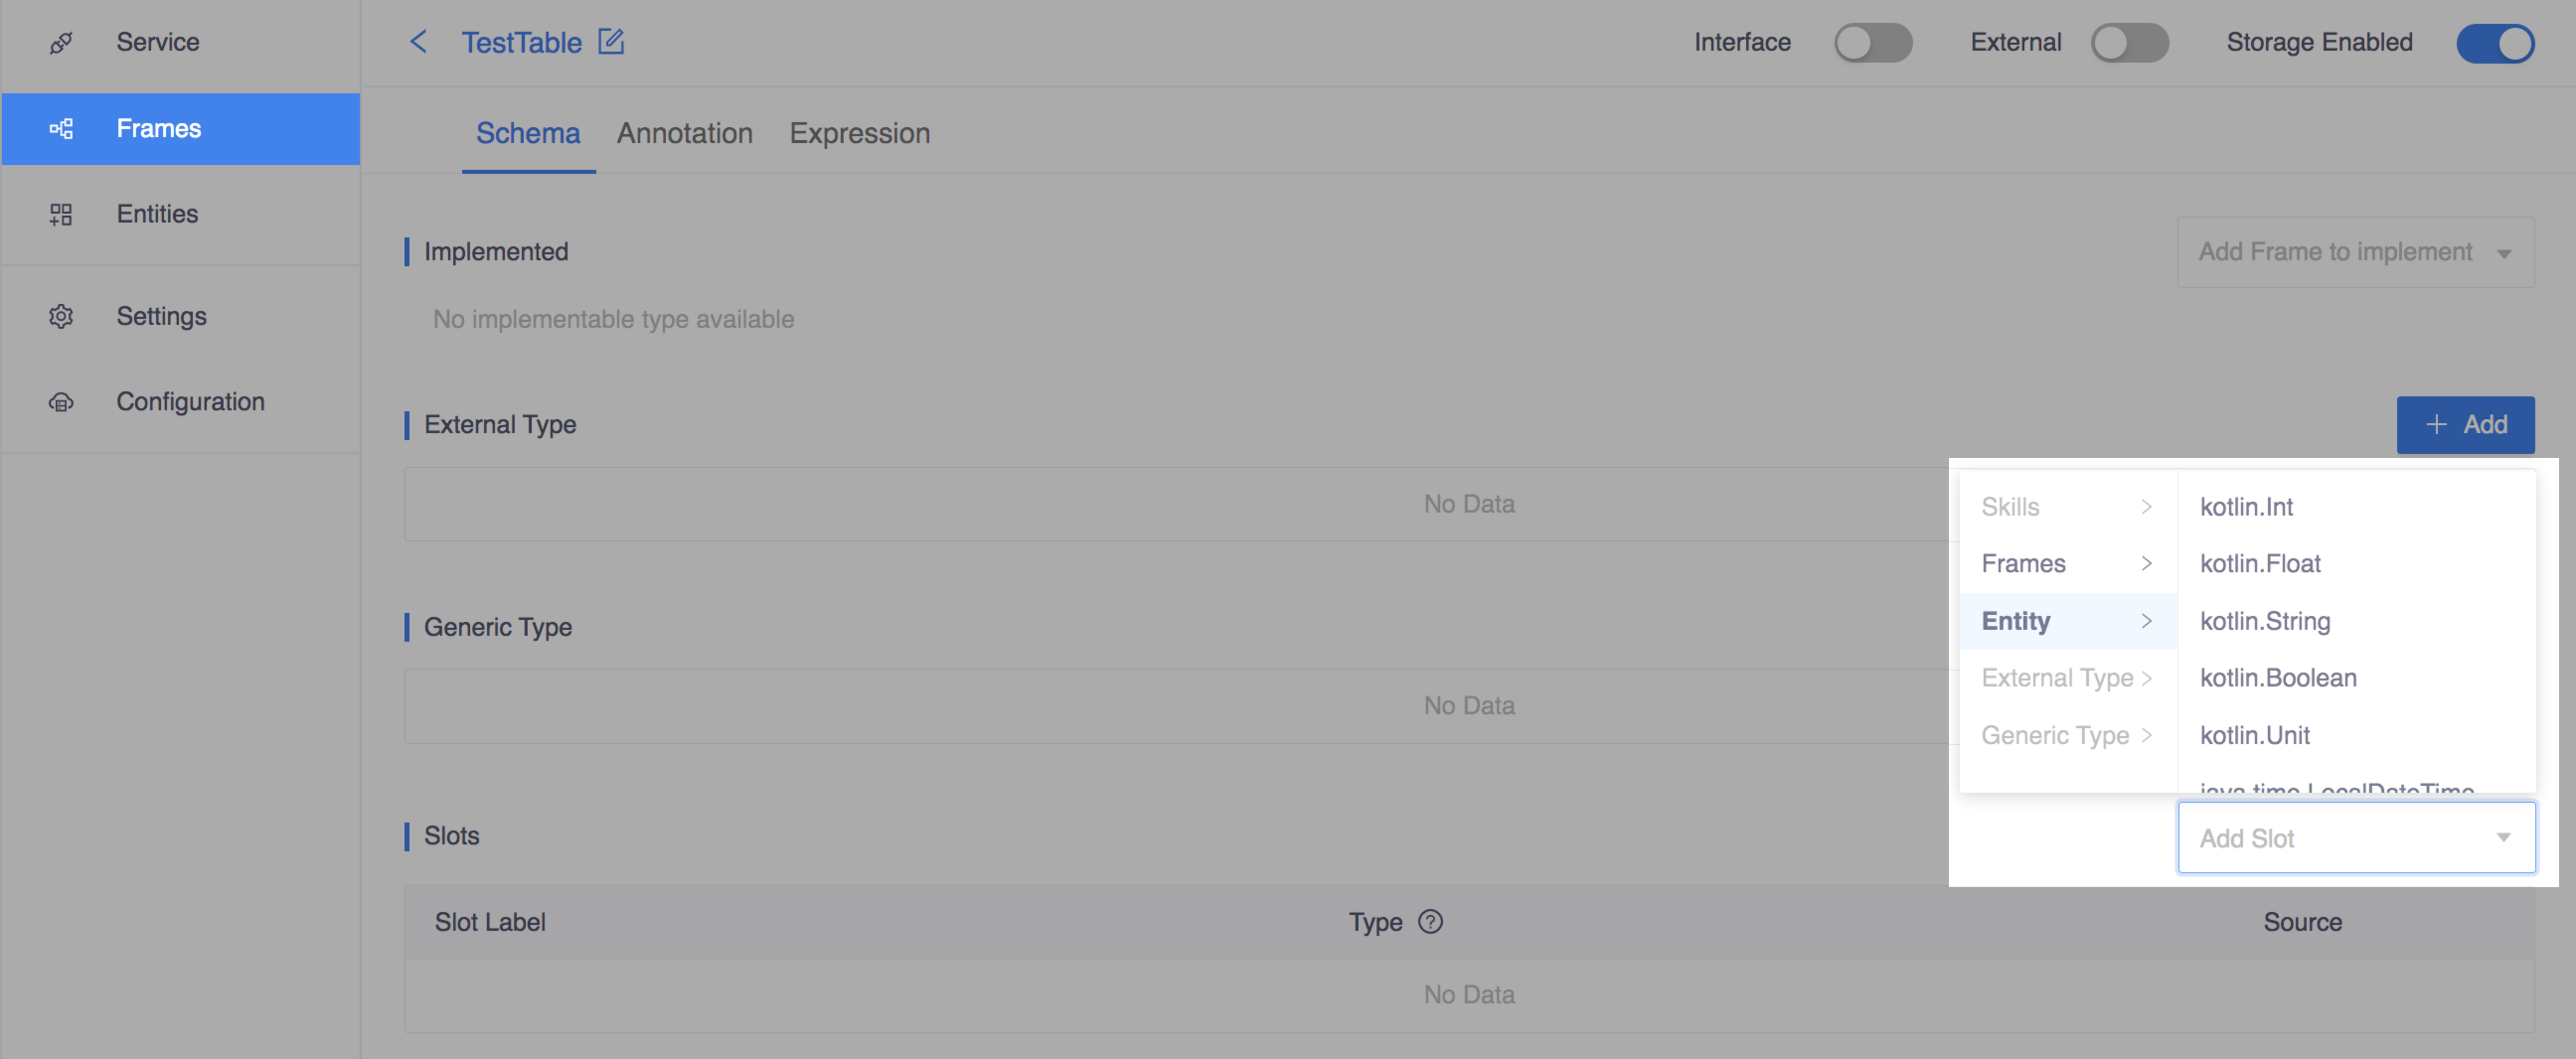 Service
Frames
Entities
Settings
Configuration
TestTable
Interface
External
Storage Enabled
Schema Annotation Expression
Implemented
Add Frame to implement
No implementable type available
External Type
+ Add
No Data
Generic Type
No Data
Skills
Frames
Entity
External Type
Generic Type
kotlin.Int
kotlin.Float
kotlin.String
kotlin.Boolean
kotlin.Unit
java.time.LocalDateTime
Slots
Add Slot
Slot Label Type ? Source
No Data